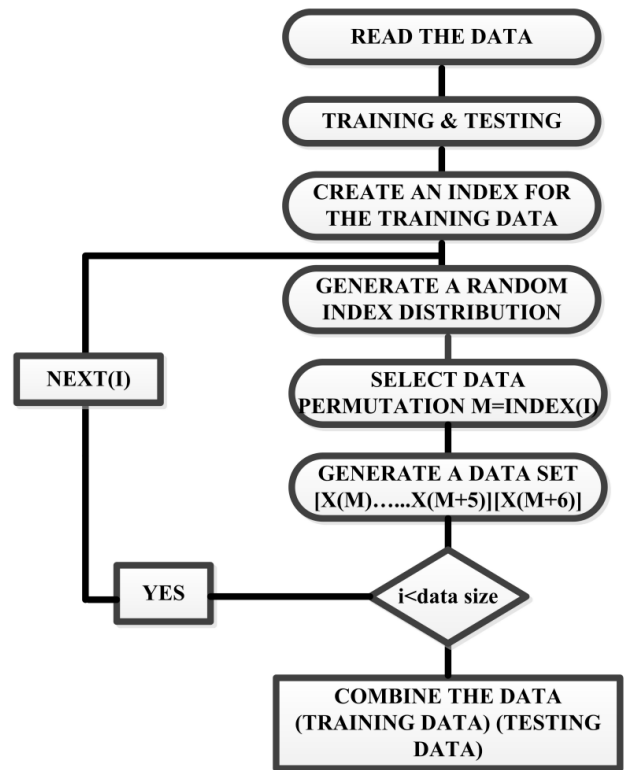 READ THE DATA
TRAINING & TESTING
CREATE AN INDEX FOR
THE TRAINING DATA
GENERATE A RANDOM
INDEX DISTRIBUTION
NEXT(I)
SELECT DATA
PERMUTATION M=INDEX(I)
GENERATE A DATA SET
[X(M)…...X(M+5)][X(M+6)]
YES
i<data size
COMBINE THE DATA
(TRAINING DATA) (TESTING
DATA)